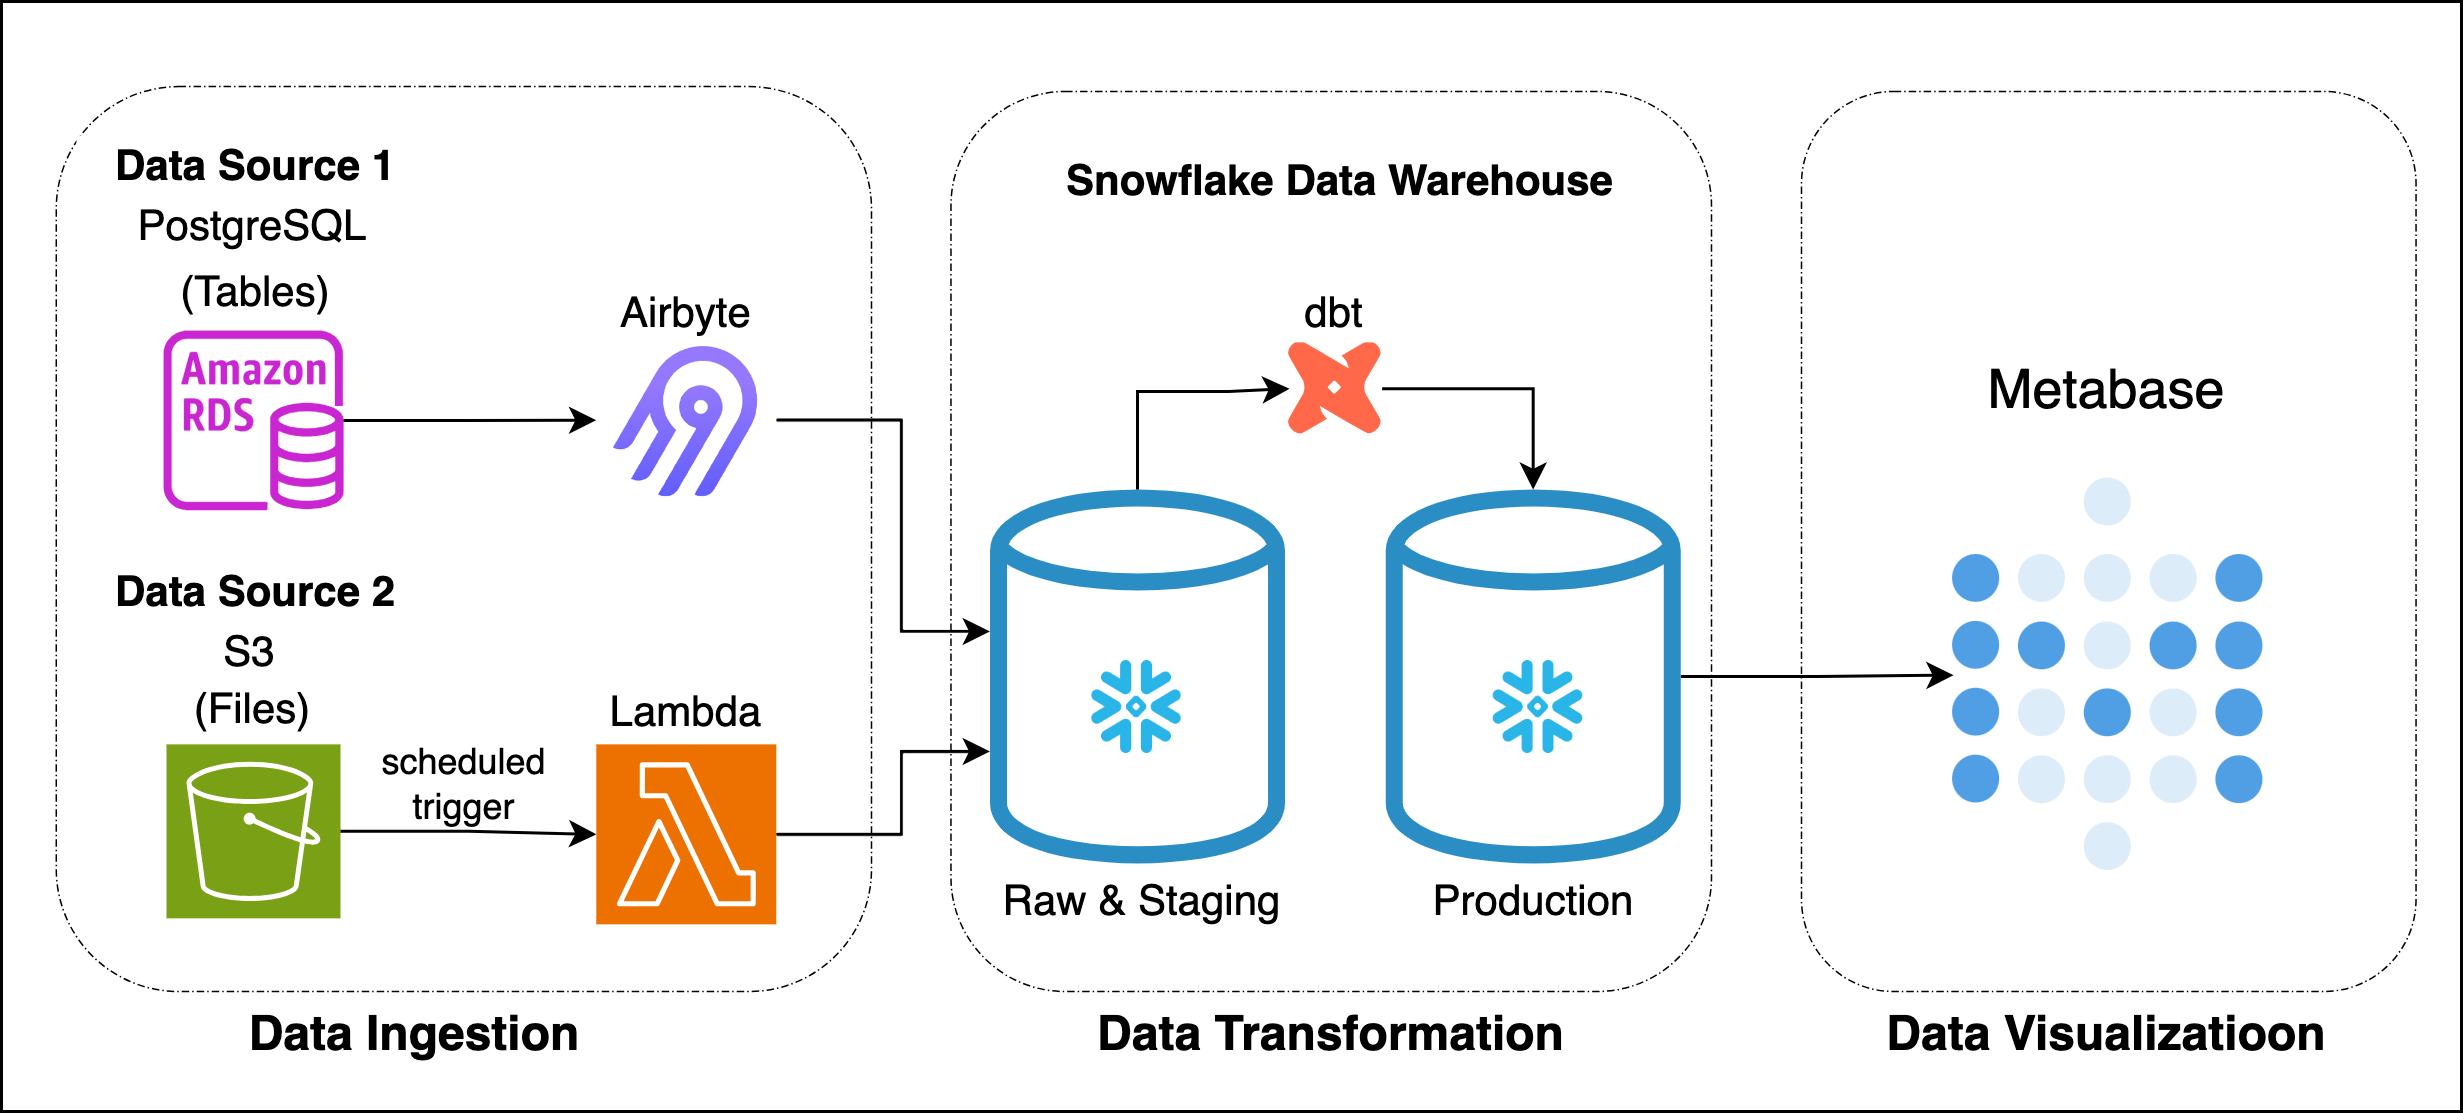 Data Source 1
PostgreSQL
(Tables)
Amazon
RDS
Airbyte
Data Source 2
S3
(Files)
scheduled
trigger
Lambda
Data Ingestion
Snowflake Data Warehouse
dbt
Raw & Staging
Production
Data Transformation
Metabase
Data Visualizatioon